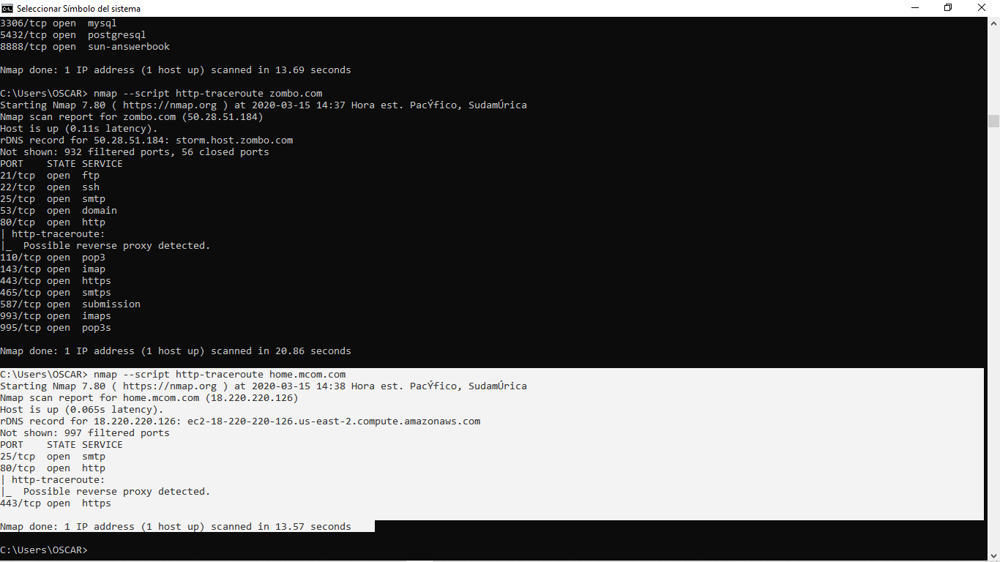 Seleccionar Símbolo del sistema
3306/tcp open  mysql
5432/tcp open  postgresql
8888/tcp open  sun-answerbook
Nmap done: 1 IP address (1 host up) scanned in 13.69 seconds
C:\Users\OSCAR> nmap --script http-traceroute zombo.com
Starting Nmap 7.80 ( https://nmap.org ) at 2020-03-15 14:37 Hora est. PacÝfico, SudamÚrica
Nmap scan report for zombo.com (50.28.51.184)
Host is up (0.11s latency).
rDNS record for 50.28.51.184: storm.host.zombo.com
Not shown: 932 filtered ports, 56 closed ports
PORT    STATE SERVICE
21/tcp  open  ftp
22/tcp  open  ssh
25/tcp  open  smtp
53/tcp  open  domain
80/tcp  open  http
| http-traceroute:
|_  Possible reverse proxy detected.
110/tcp open  pop3
143/tcp open  imap
443/tcp open  https
465/tcp open  smtps
587/tcp open  submission
993/tcp open  imaps
995/tcp open  pop3s
Nmap done: 1 IP address (1 host up) scanned in 20.86 seconds
C:\Users\OSCAR> nmap --script http-traceroute home.mcom.com
Starting Nmap 7.80 ( https://nmap.org ) at 2020-03-15 14:38 Hora est. PacÝfico, SudamÚrica
Nmap scan report for home.mcom.com (18.220.220.126)
Host is up (0.065s latency).
rDNS record for 18.220.220.126: ec2-18-220-220-126.us-east-2.compute.amazonaws.com
Not shown: 997 filtered ports
PORT    STATE SERVICE
25/tcp  open  smtp
80/tcp  open  http
| http-traceroute:
|_  Possible reverse proxy detected.
443/tcp open  https
Nmap done: 1 IP address (1 host up) scanned in 13.57 seconds
C:\Users\OSCAR>